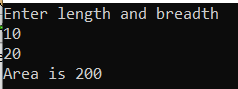 Enter length and breadth
10
20
Area is 200